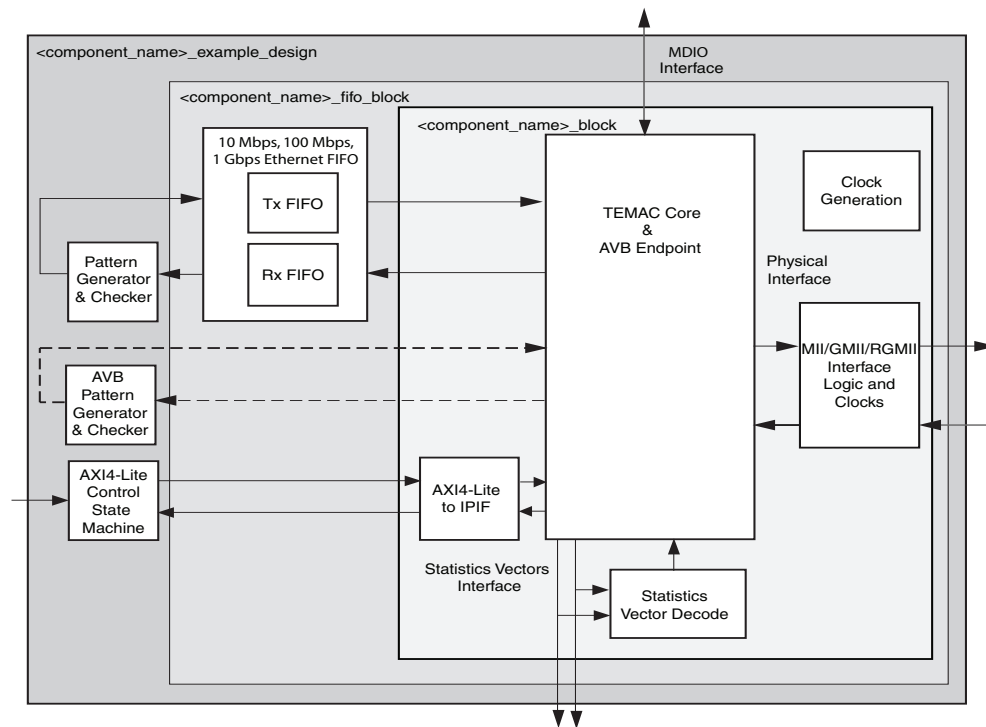 <component_name>_example_design
MDIO
Interface
<component_name>_fifo_block
<component_name>_block
10 Mbps, 100 Mbps,
1 Gbps Ethernet FIFO
Tx FIFO
Rx FIFO
Clock
Generation
TEMAC Core
&
AVB Endpoint
Pattern
Generator
& Checker
Physical
Interface
MII/GMII/RGMII
Interface
Logic and
Clocks
AVB
Pattern
Generator
& Checker
AXI4-Lite
Control
State
Machine
AXI4-Lite
to IPIF
Statistics Vectors
Interface
Statistics
Vector Decode